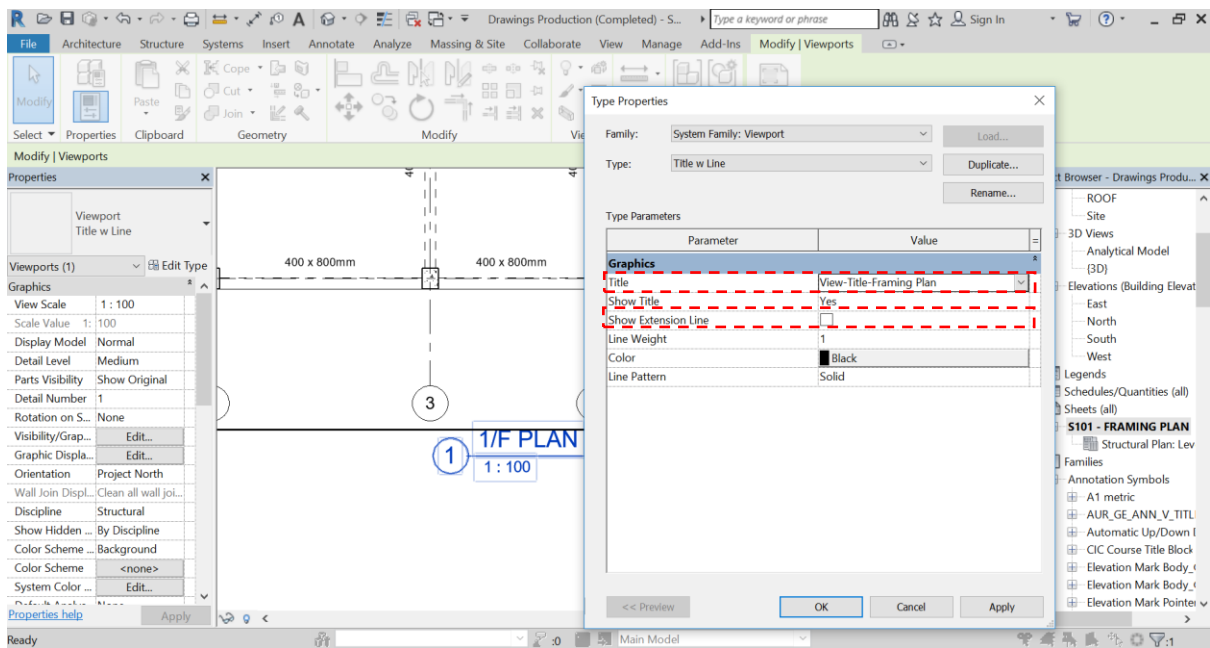 Drawings Production (Completed) - S... Type a keyword or phrase Sign In
File Architecture Structure Systems Insert Annotate Analyze Massing & Site Collaborate View Manage Add-Ins Modify | Viewports
Modify Paste Cope Cut Join
Select Properties Clipboard Geometry Modify Vie
Modify | Viewports
Properties
Viewport
Title w Line
Viewports (1) Edit Type
Graphics
View Scale 1 : 100
Scale Value 1: 100
Display Model Normal
Detail Level Medium
Parts Visibility Show Original
Detail Number 1
Rotation on S... None
Visibility/Grap... Edit...
Graphic Displa... Edit...
Orientation Project North
Wall Join Displ... Clean all wall joi...
Discipline Structural
Show Hidden ... By Discipline
Color Scheme ... Background
Color Scheme <none>
System Color ... Edit...
Properties help Apply
Ready :0 Main Model :1
400 x 800mm 400 x 800mm
3
1 1/F PLAN
1 : 100
Type Properties
Family: System Family: Viewport Load...
Type: Title w Line Duplicate...
Rename...
Type Parameters
Parameter Value =
Graphics
Title View-Title-Framing Plan
Show Title Yes
Show Extension Line
Line Weight 1
Color Black
Line Pattern Solid
<< Preview OK Cancel Apply
t Browser - Drawings Produ...
ROOF
Site
3D Views
Analytical Model
{3D}
Elevations (Building Elevat
East
North
South
West
Legends
Schedules/Quantities (all)
Sheets (all)
S101 - FRAMING PLAN
Structural Plan: Lev
Families
Annotation Symbols
A1 metric
AUR_GE_ANN_V_TITL
Automatic Up/Down
CIC Course Title Block
Elevation Mark Body_
Elevation Mark Body_
Elevation Mark Pointer